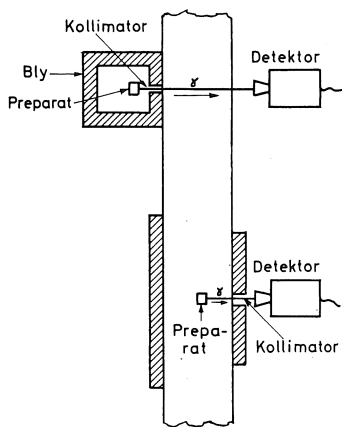 Kollimator
Detektor
Bly
γ
Preparat
Detektor
γ
Prepa-
rat
Kollimator